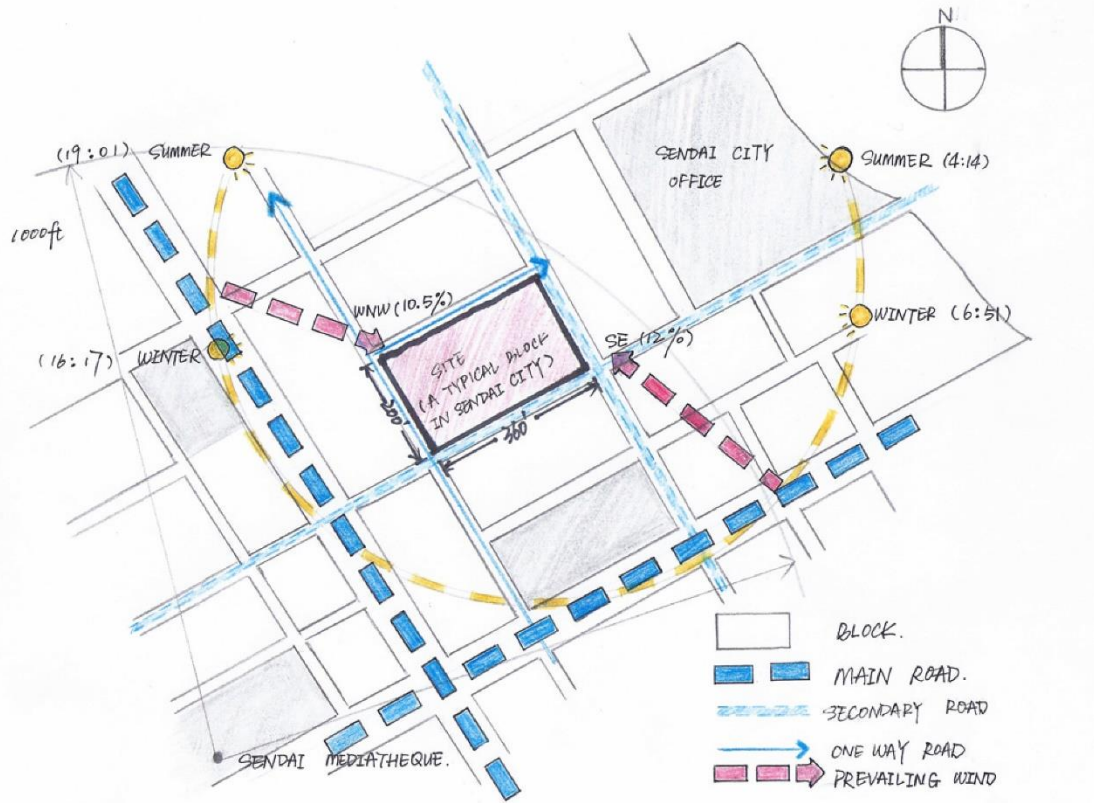 N
(19:01) SUMMER
SENDAI CITY
OFFICE
SUMMER (4:14)
1000ft
WNW (10.5%)
WINTER (6:51)
SE (12%)
(16:17) WINTER
SITE
(A TYPICAL BLOCK
IN SENDAI CITY)
200'
360'
BLOCK.
MAIN ROAD.
SECONDARY ROAD
ONE WAY ROAD
PREVAILING WIND
SENDAI MEDIATHEQUE.